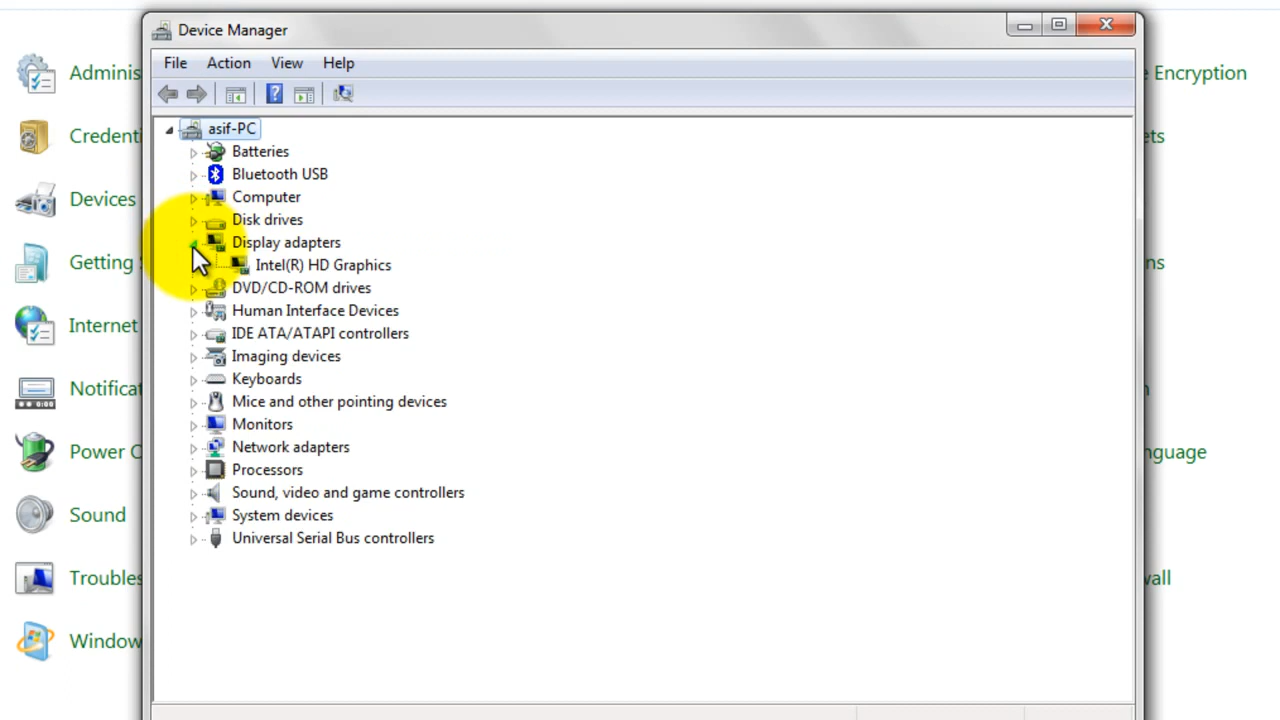 Device Manager
File Action View Help
asif-PC
Batteries
Bluetooth USB
Computer
Disk drives
Display adapters
Intel(R) HD Graphics
DVD/CD-ROM drives
Human Interface Devices
IDE ATA/ATAPI controllers
Imaging devices
Keyboards
Mice and other pointing devices
Monitors
Network adapters
Processors
Sound, video and game controllers
System devices
Universal Serial Bus controllers
Adminis
Credenti
Devices
Getting
Internet
Notificat
Power C
Sound
Troubles
Window
Encryption
ets
ns
n
nguage
wall